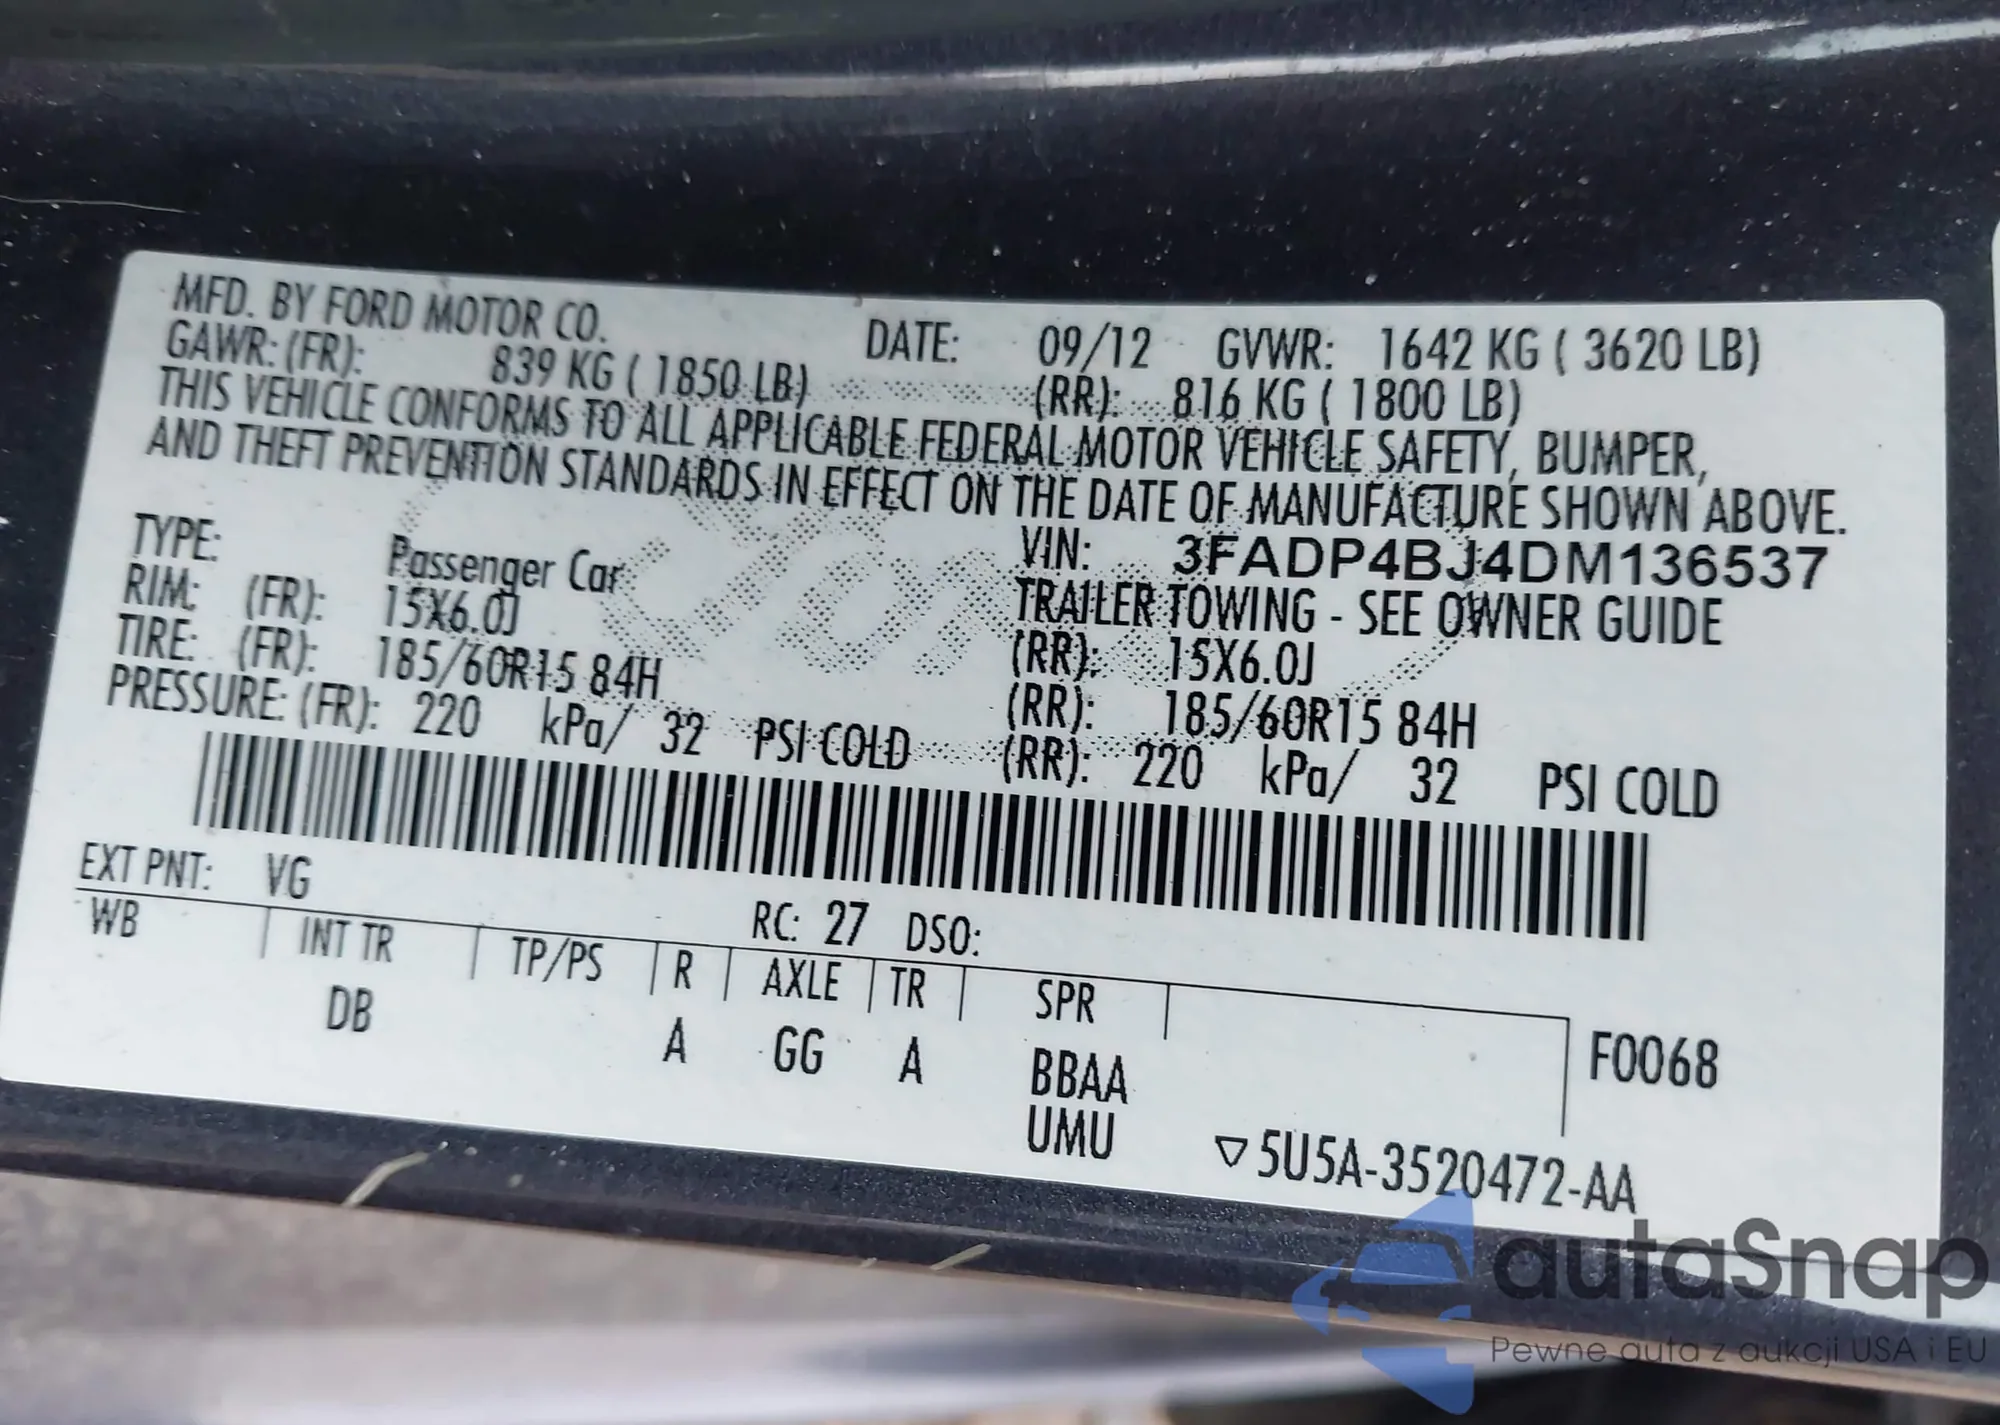 MFD. BY FORD MOTOR CO. DATE: 09/12 GVWR: 1642 KG ( 3620 LB)
GAWR: (FR): 839 KG ( 1850 LB) (RR): 816 KG ( 1800 LB)
THIS VEHICLE CONFORMS TO ALL APPLICABLE FEDERAL MOTOR VEHICLE SAFETY, BUMPER,
AND THEFT PREVENTION STANDARDS IN EFFECT ON THE DATE OF MANUFACTURE SHOWN ABOVE.
VIN: 3FADP4BJ4DM136537
TYPE: Passenger Car TRAILER TOWING - SEE OWNER GUIDE
RIM: (FR): 15X6.0J (RR): 15X6.0J
TIRE: (FR): 185/60R15 84H (RR): 185/60R15 84H
PRESSURE: (FR): 220 kPa/ 32 PSI COLD (RR): 220 kPa/ 32 PSI COLD
EXT PNT: VG RC: 27 DSO:
WB INT TR TP/PS R AXLE TR SPR
DB A GG A BBAA F0068
UMU
▽5U5A-3520472-AA
Ford
autaSnap
Pewne auta z aukcji USA i EU